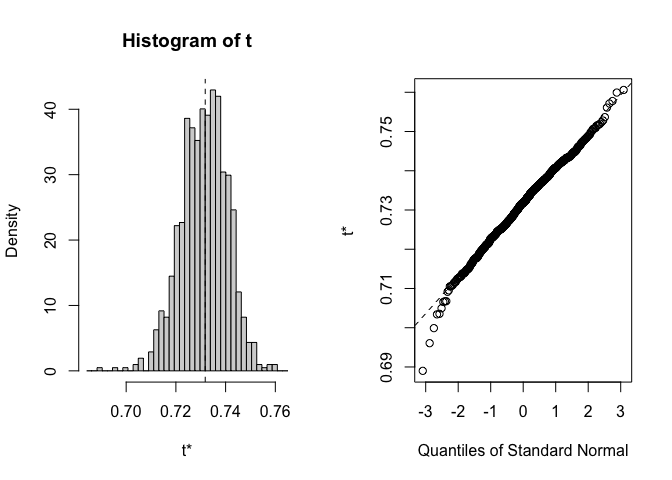 Histogram of t
Density
0
10
20
30
40
0.70 0.72 0.74 0.76
t*
t*
0.69
0.71
0.73
0.75
-3 -2 -1 0 1 2 3
Quantiles of Standard Normal